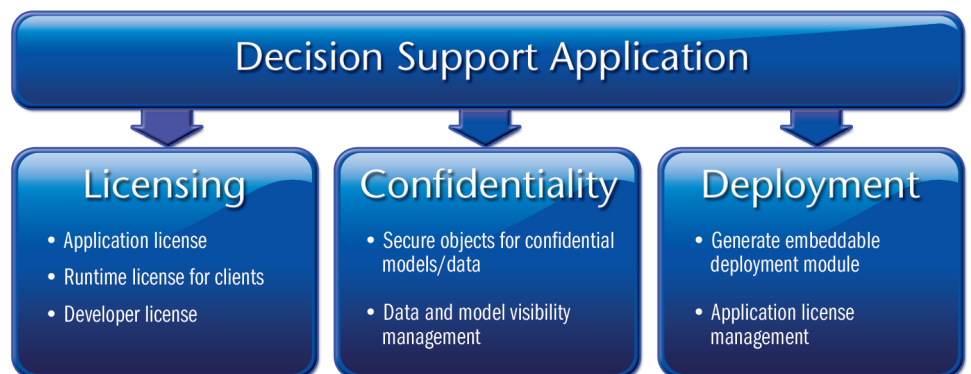 Decision Support Application
Licensing
• Application license
• Runtime license for clients
• Developer license
Confidentiality
• Secure objects for confidential
models/data
• Data and model visibility
management
Deployment
• Generate embeddable
deployment module
• Application license
management